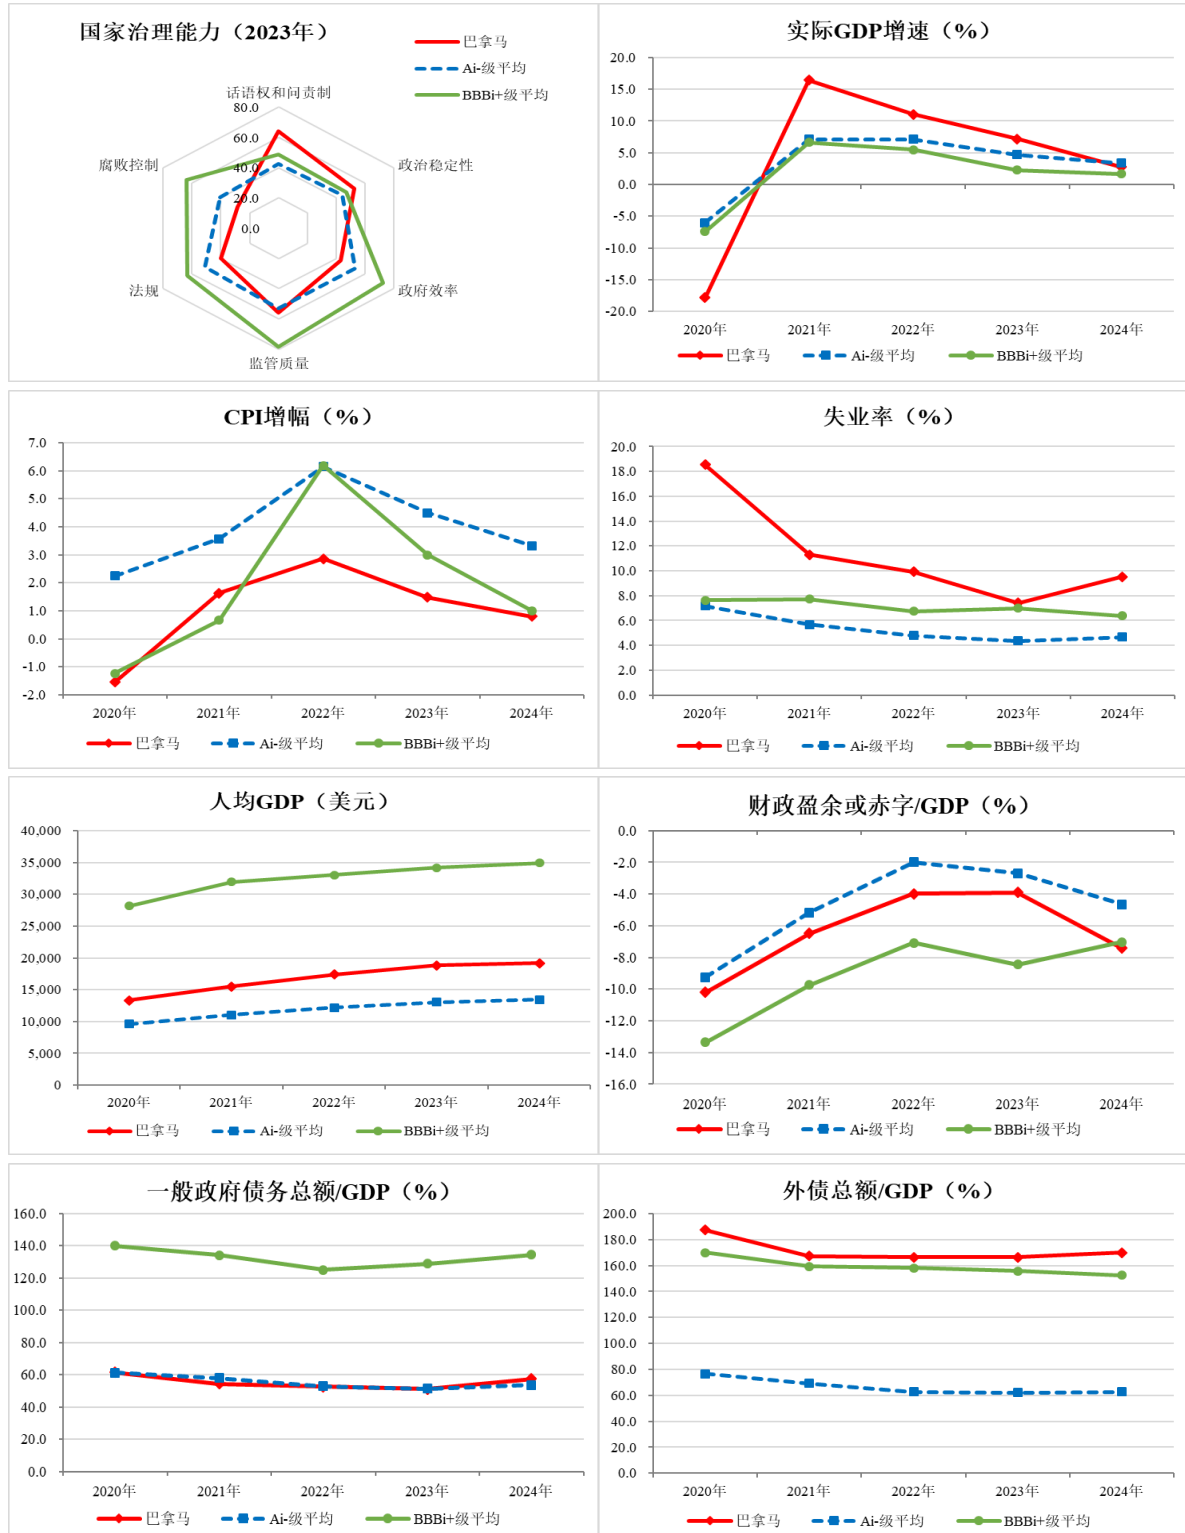 国家治理能力（2023年）
巴拿马
Ai-级平均
BBBi+级平均
话语权和问责制
80.0
60.0
40.0
20.0
0.0
腐败控制
政治稳定性
法规
政府效率
监管质量
实际GDP增速（%）
20.0
15.0
10.0
5.0
0.0
-5.0
-10.0
-15.0
-20.0
2020年 2021年 2022年 2023年 2024年
巴拿马 Ai-级平均 BBBi+级平均
CPI增幅（%）
7.0
6.0
5.0
4.0
3.0
2.0
1.0
0.0
-1.0
-2.0
2020年 2021年 2022年 2023年 2024年
巴拿马 Ai-级平均 BBBi+级平均
失业率（%）
20.0
18.0
16.0
14.0
12.0
10.0
8.0
6.0
4.0
2.0
0.0
2020年 2021年 2022年 2023年 2024年
巴拿马 Ai-级平均 BBBi+级平均
人均GDP（美元）
40,000
35,000
30,000
25,000
20,000
15,000
10,000
5,000
0
2020年 2021年 2022年 2023年 2024年
巴拿马 Ai-级平均 BBBi+级平均
财政盈余或赤字/GDP（%）
0.0
-2.0
-4.0
-6.0
-8.0
-10.0
-12.0
-14.0
-16.0
2020年 2021年 2022年 2023年 2024年
巴拿马 Ai-级平均 BBBi+级平均
一般政府债务总额/GDP（%）
160.0
140.0
120.0
100.0
80.0
60.0
40.0
20.0
0.0
2020年 2021年 2022年 2023年 2024年
巴拿马 Ai-级平均 BBBi+级平均
外债总额/GDP（%）
200.0
180.0
160.0
140.0
120.0
100.0
80.0
60.0
40.0
20.0
0.0
2020年 2021年 2022年 2023年 2024年
巴拿马 Ai-级平均 BBBi+级平均